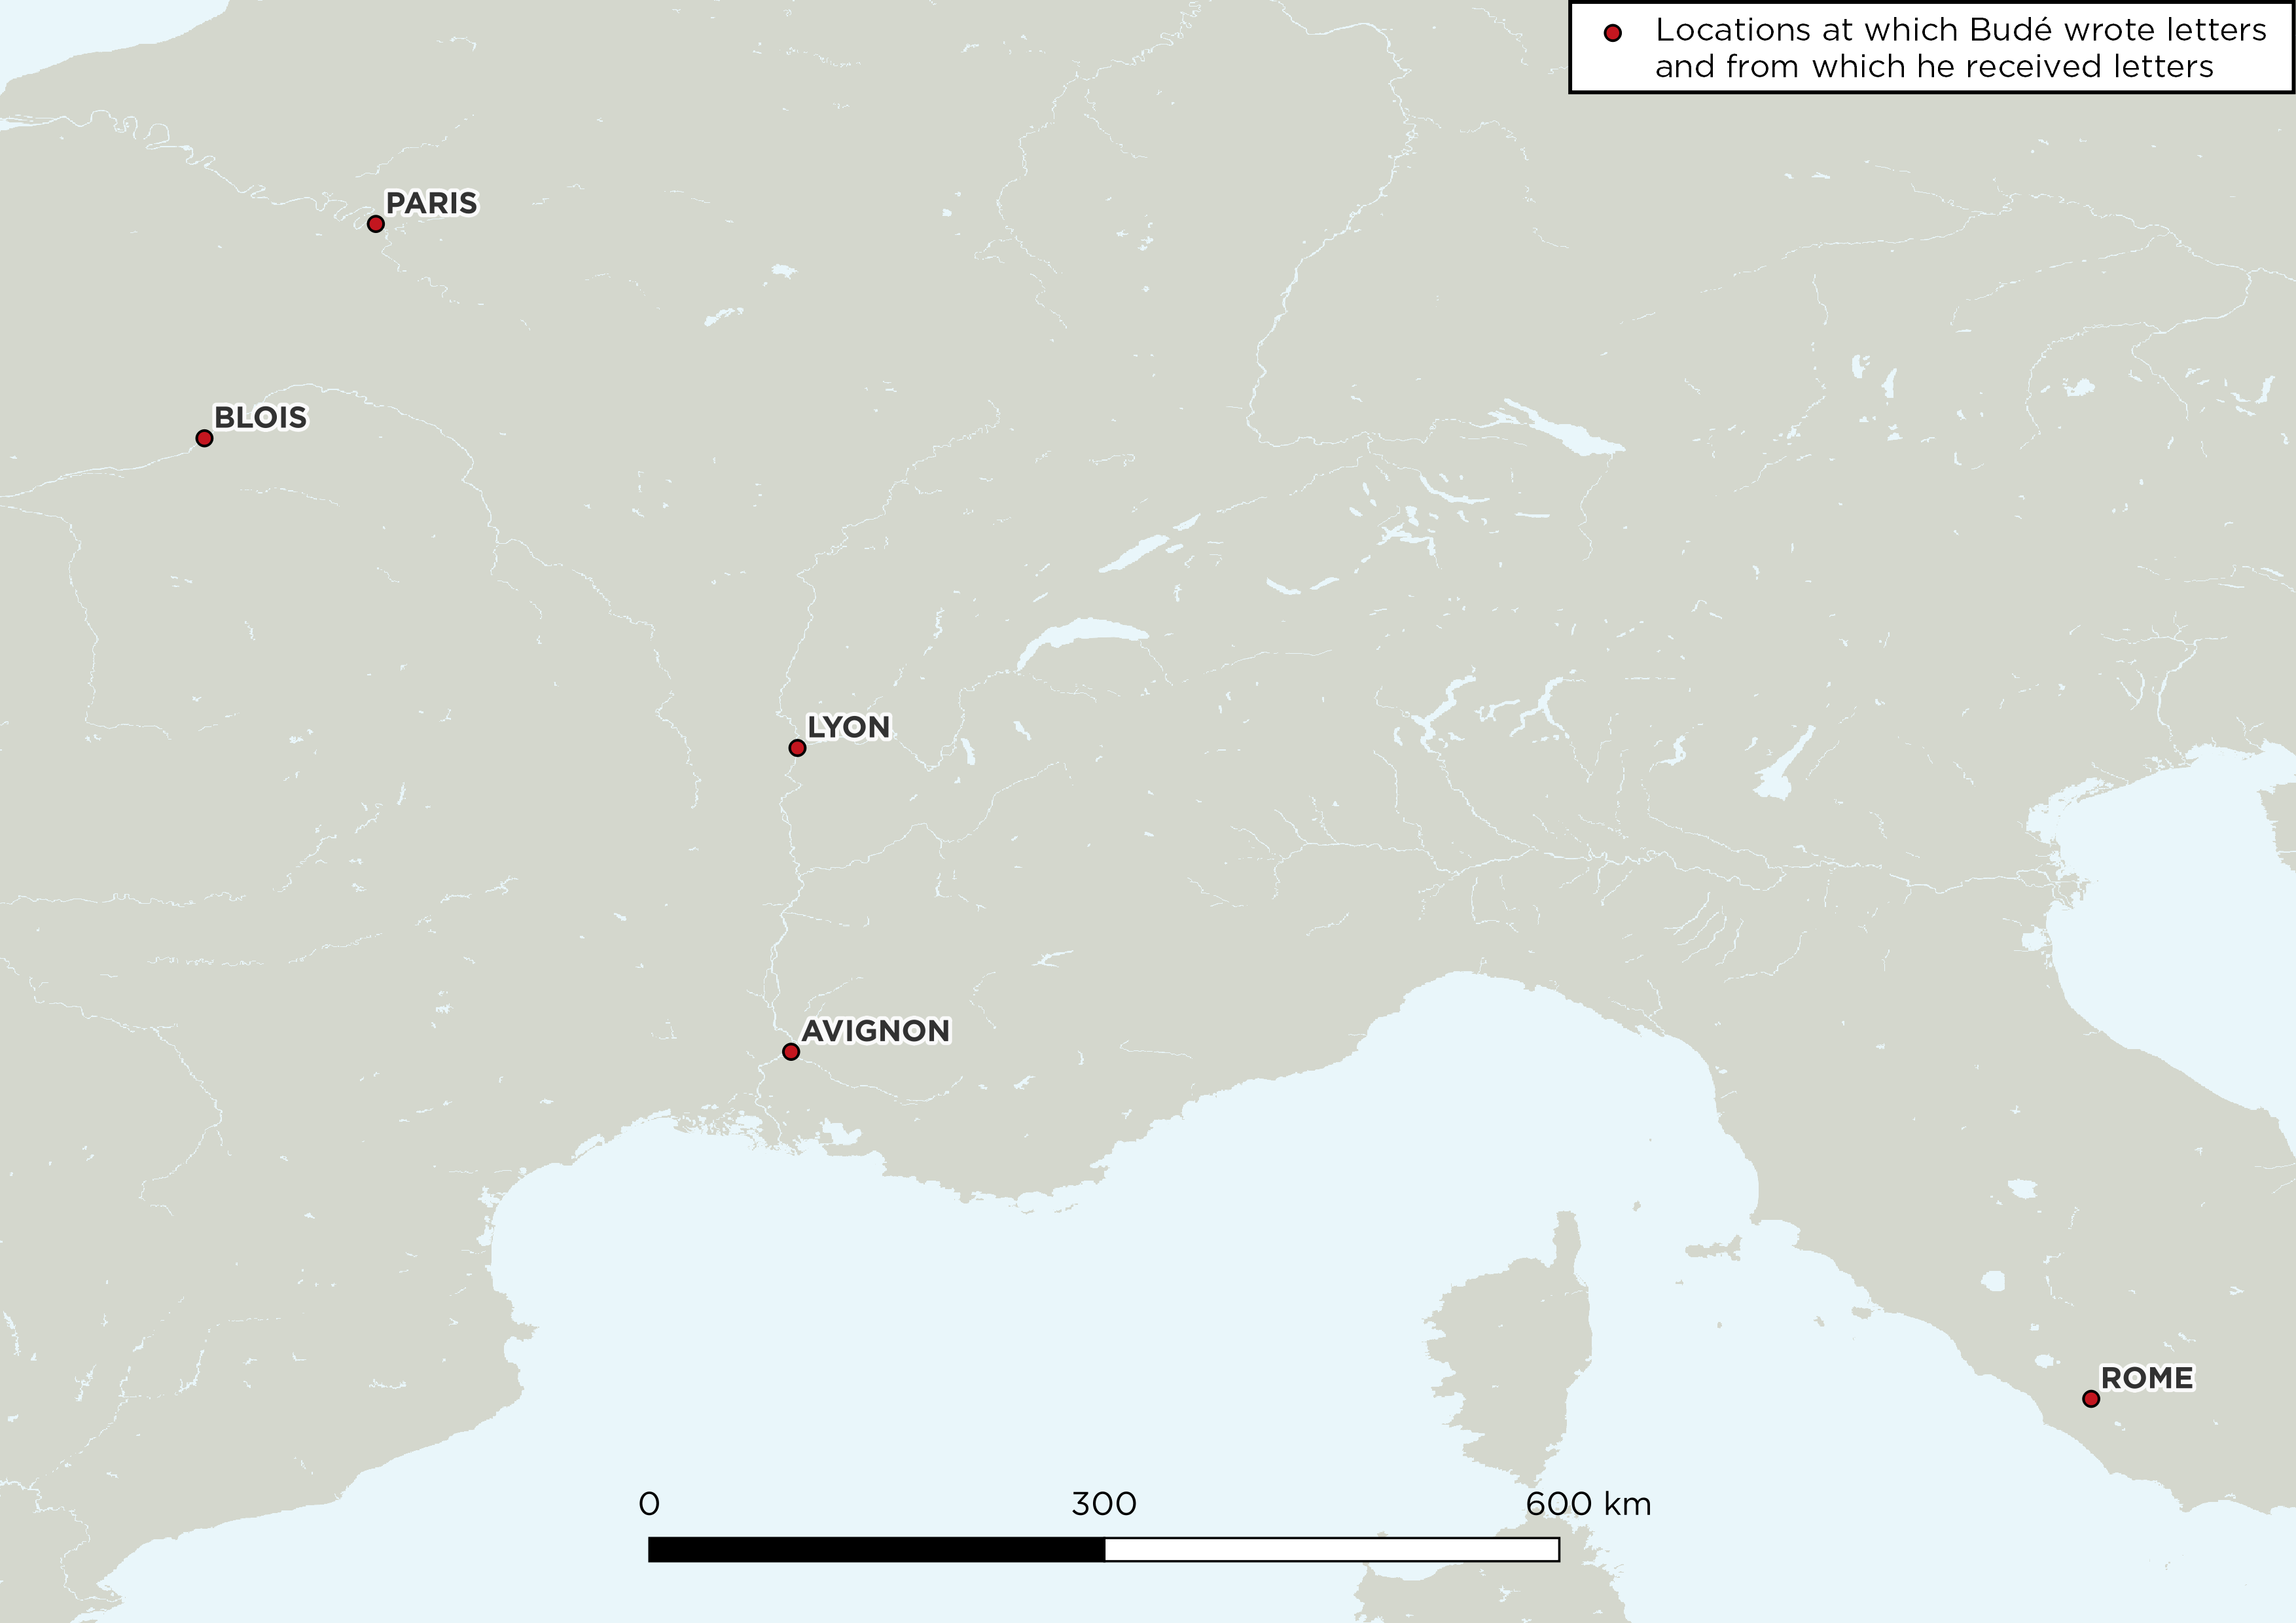 Locations at which Budé wrote letters
and from which he received letters
PARIS
BLOIS
LYON
AVIGNON
ROME
0 300 600 km